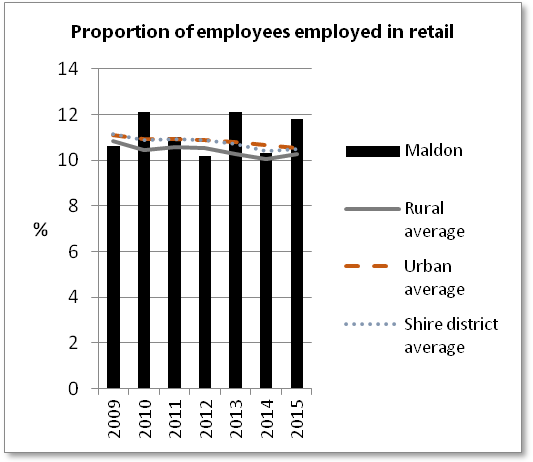 Proportion of employees employed in retail
14
12
10
8
6
4
2
0
%
2009
2010
2011
2012
2013
2014
2015
Maldon
Rural
average
Urban
average
Shire district
average